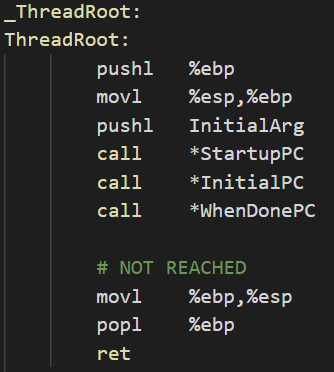 _ThreadRoot:
ThreadRoot:
pushl %ebp
movl %esp,%ebp
pushl InitialArg
call *StartupPC
call *InitialPC
call *WhenDonePC
# NOT REACHED
movl %ebp,%esp
popl %ebp
ret